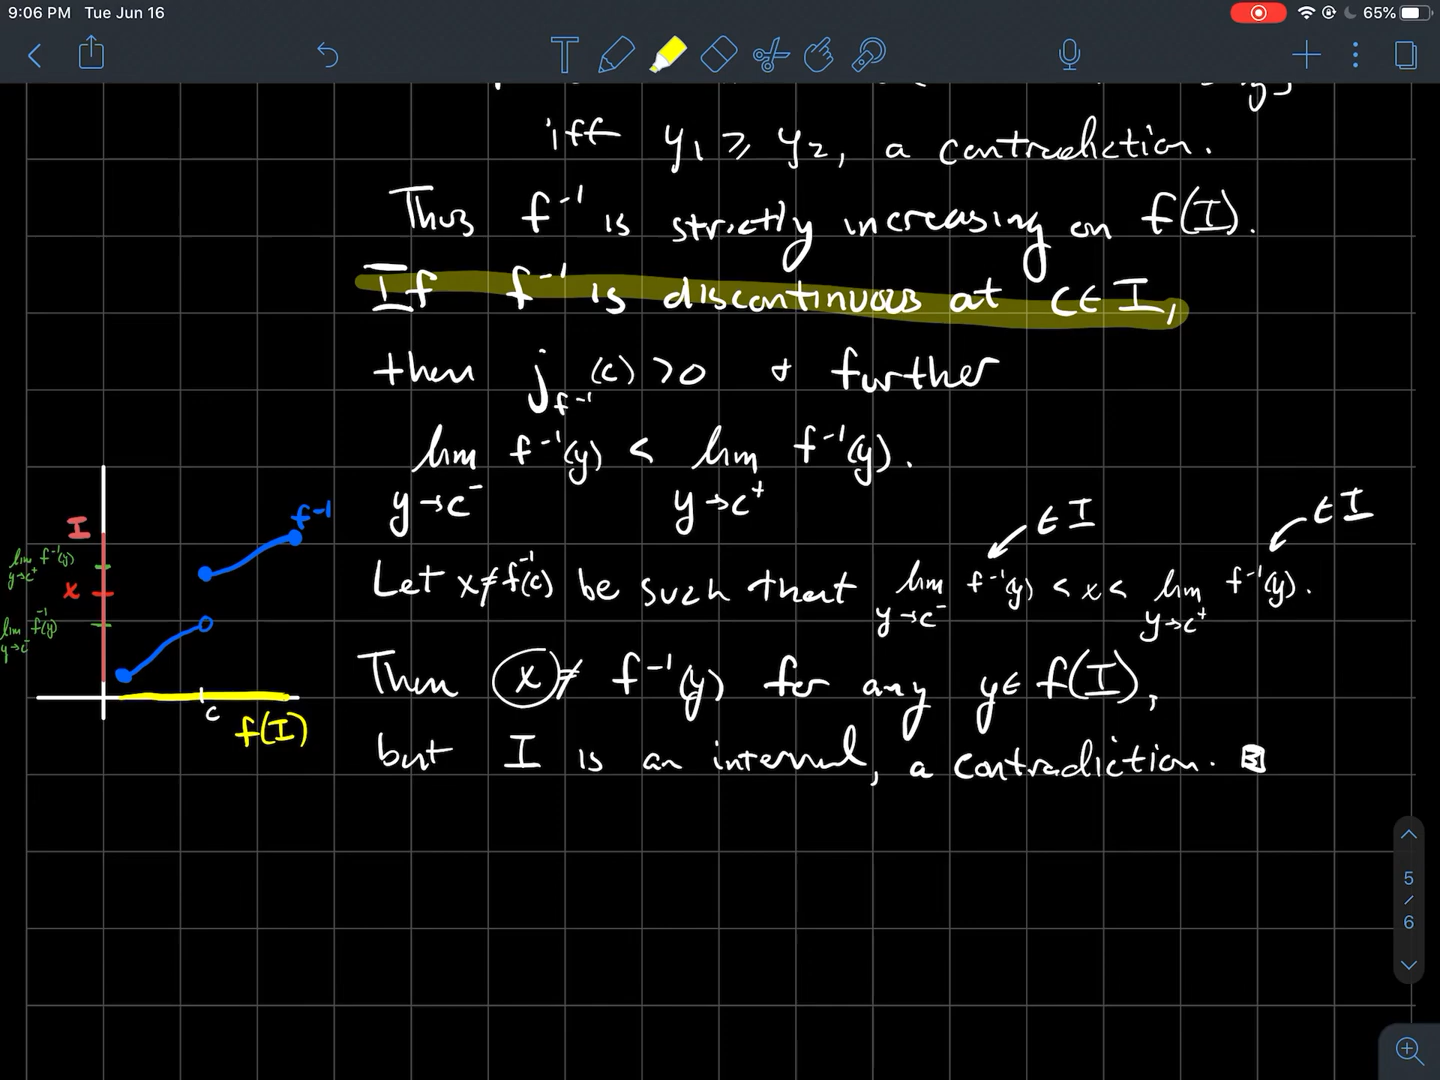 9:06 PM Tue Jun 16
65%
iff y₁ ⩾ y₂, a contradiction.
Thus f⁻¹ is strictly increasing on f(I).
If f⁻¹ is discontinuous at c∈I,
then j_{f⁻¹}(c) >0 & further
lim_{y→c⁻} f⁻¹(y) < lim_{y→c⁺} f⁻¹(y).
∈I ∈I
Let x≠f⁻¹(c) be such that lim_{y→c⁻} f⁻¹(y) < x < lim_{y→c⁺} f⁻¹(y).
Then x ≠ f⁻¹(y) for any y∈ f(I),
but I is an interval, a contradiction.
f⁻¹
I
lim_{y→c⁺} f⁻¹(y)
x
lim_{y→c⁻} f⁻¹(y)
c
f(I)
5
/
6